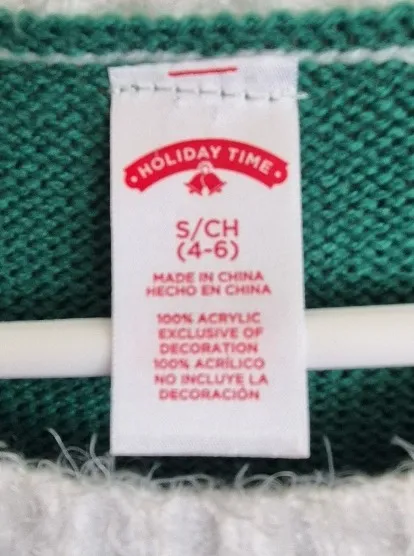 • HOLIDAY TIME •
S/CH
(4-6)
MADE IN CHINA
HECHO EN CHINA
100% ACRYLIC
EXCLUSIVE OF
DECORATION
100% ACRÍLICO
NO INCLUYE LA
DECORACIÓN